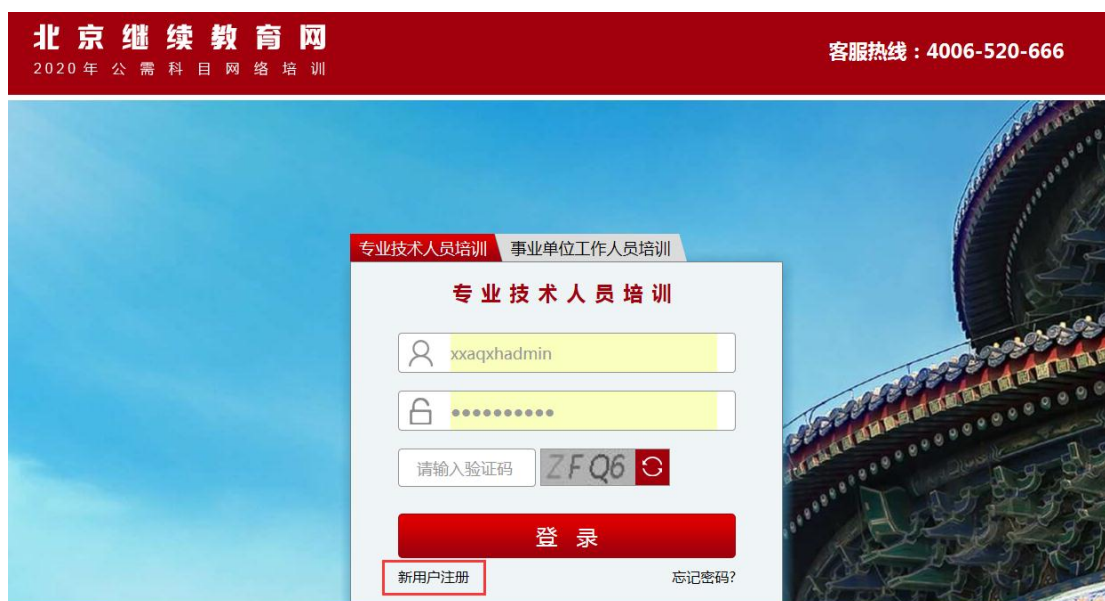 北京继续教育网
2020年公需科目网络培训
客服热线：4006-520-666
专业技术人员培训 事业单位工作人员培训
专业技术人员培训
xxaqxhadmin
••••••••••
请输入验证码 ZFQ6
登录
新用户注册 忘记密码?